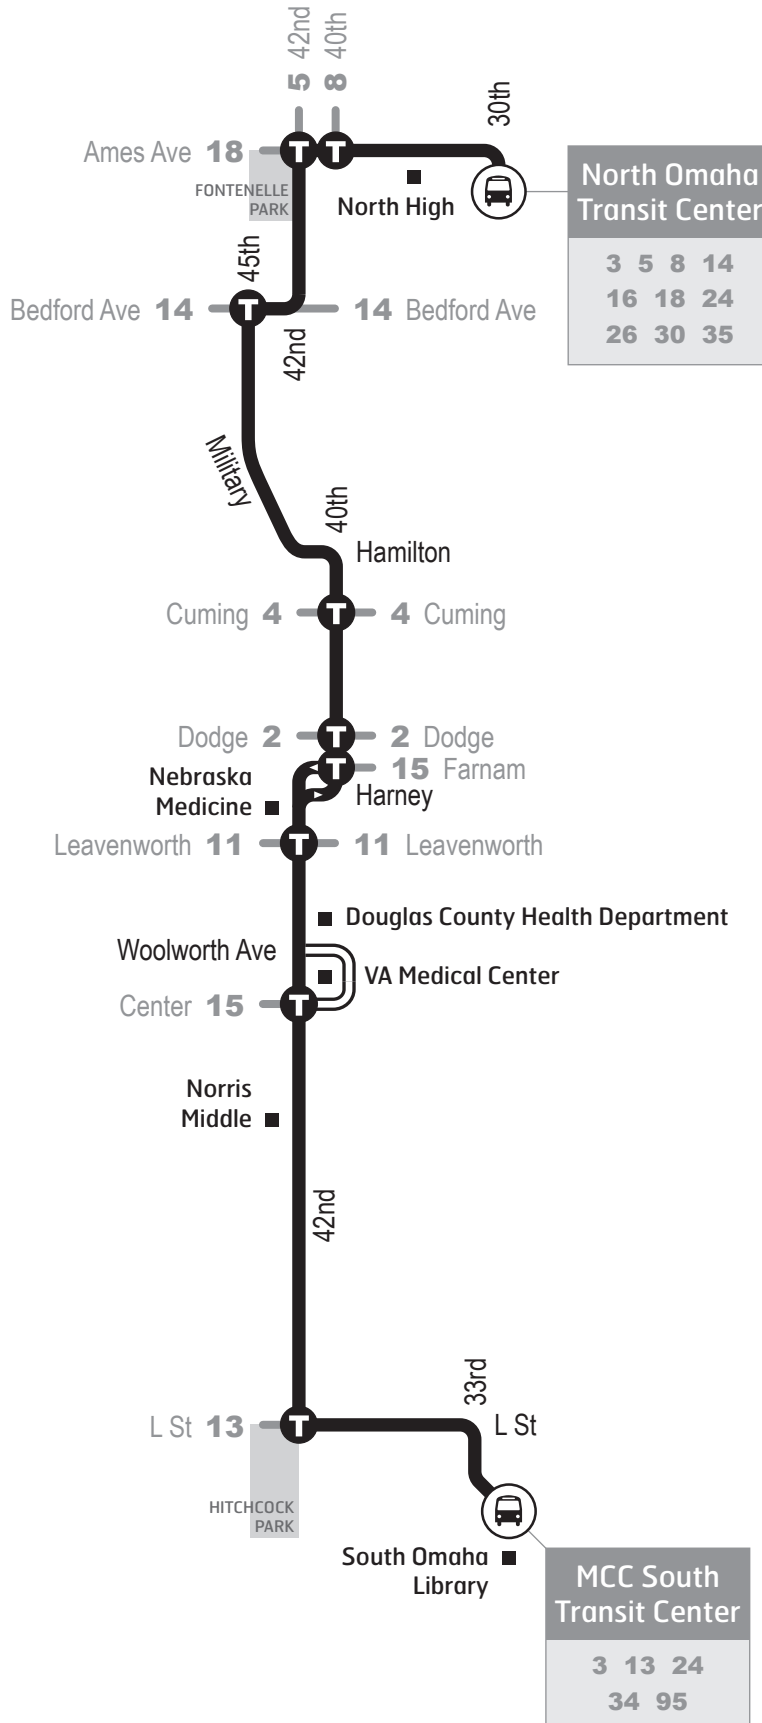 5 42nd
8 40th
30th
Ames Ave 18
T T
FONTENELLE
PARK
North High
North Omaha
Transit Center
3 5 8 14
16 18 24
26 30 35
45th
Bedford Ave 14
T
14 Bedford Ave
42nd
Military
40th
Hamilton
Cuming 4
T
4 Cuming
Dodge 2
T
2 Dodge
T
15 Farnam
Nebraska
Medicine
Harney
Leavenworth 11
T
11 Leavenworth
Douglas County Health Department
Woolworth Ave
VA Medical Center
Center 15
T
Norris
Middle
42nd
33rd
L St 13
T
L St
HITCHCOCK
PARK
South Omaha
Library
MCC South
Transit Center
3 13 24
34 95